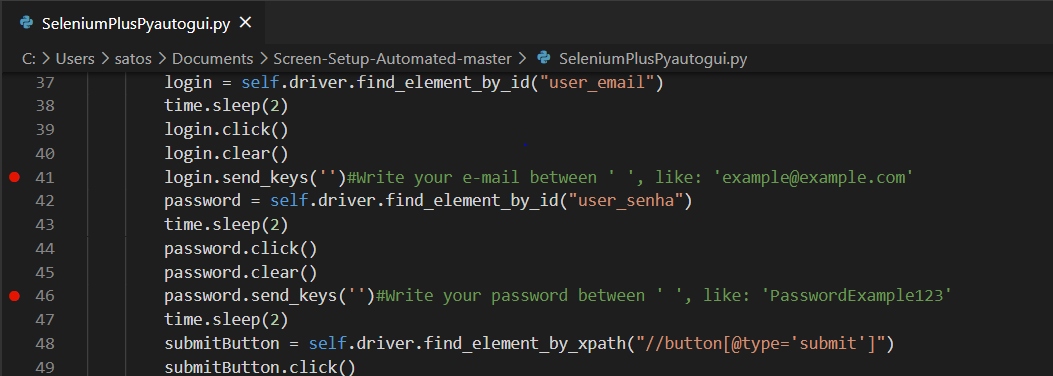 SeleniumPlusPyautogui.py ×
C: > Users > satos > Documents > Screen-Setup-Automated-master > SeleniumPlusPyautogui.py
37 login = self.driver.find_element_by_id("user_email")
38 time.sleep(2)
39 login.click()
40 login.clear()
41 login.send_keys('')#Write your e-mail between ' ', like: 'example@example.com'
42 password = self.driver.find_element_by_id("user_senha")
43 time.sleep(2)
44 password.click()
45 password.clear()
46 password.send_keys('')#Write your password between ' ', like: 'PasswordExample123'
47 time.sleep(2)
48 submitButton = self.driver.find_element_by_xpath("//button[@type='submit']")
49 submitButton.click()